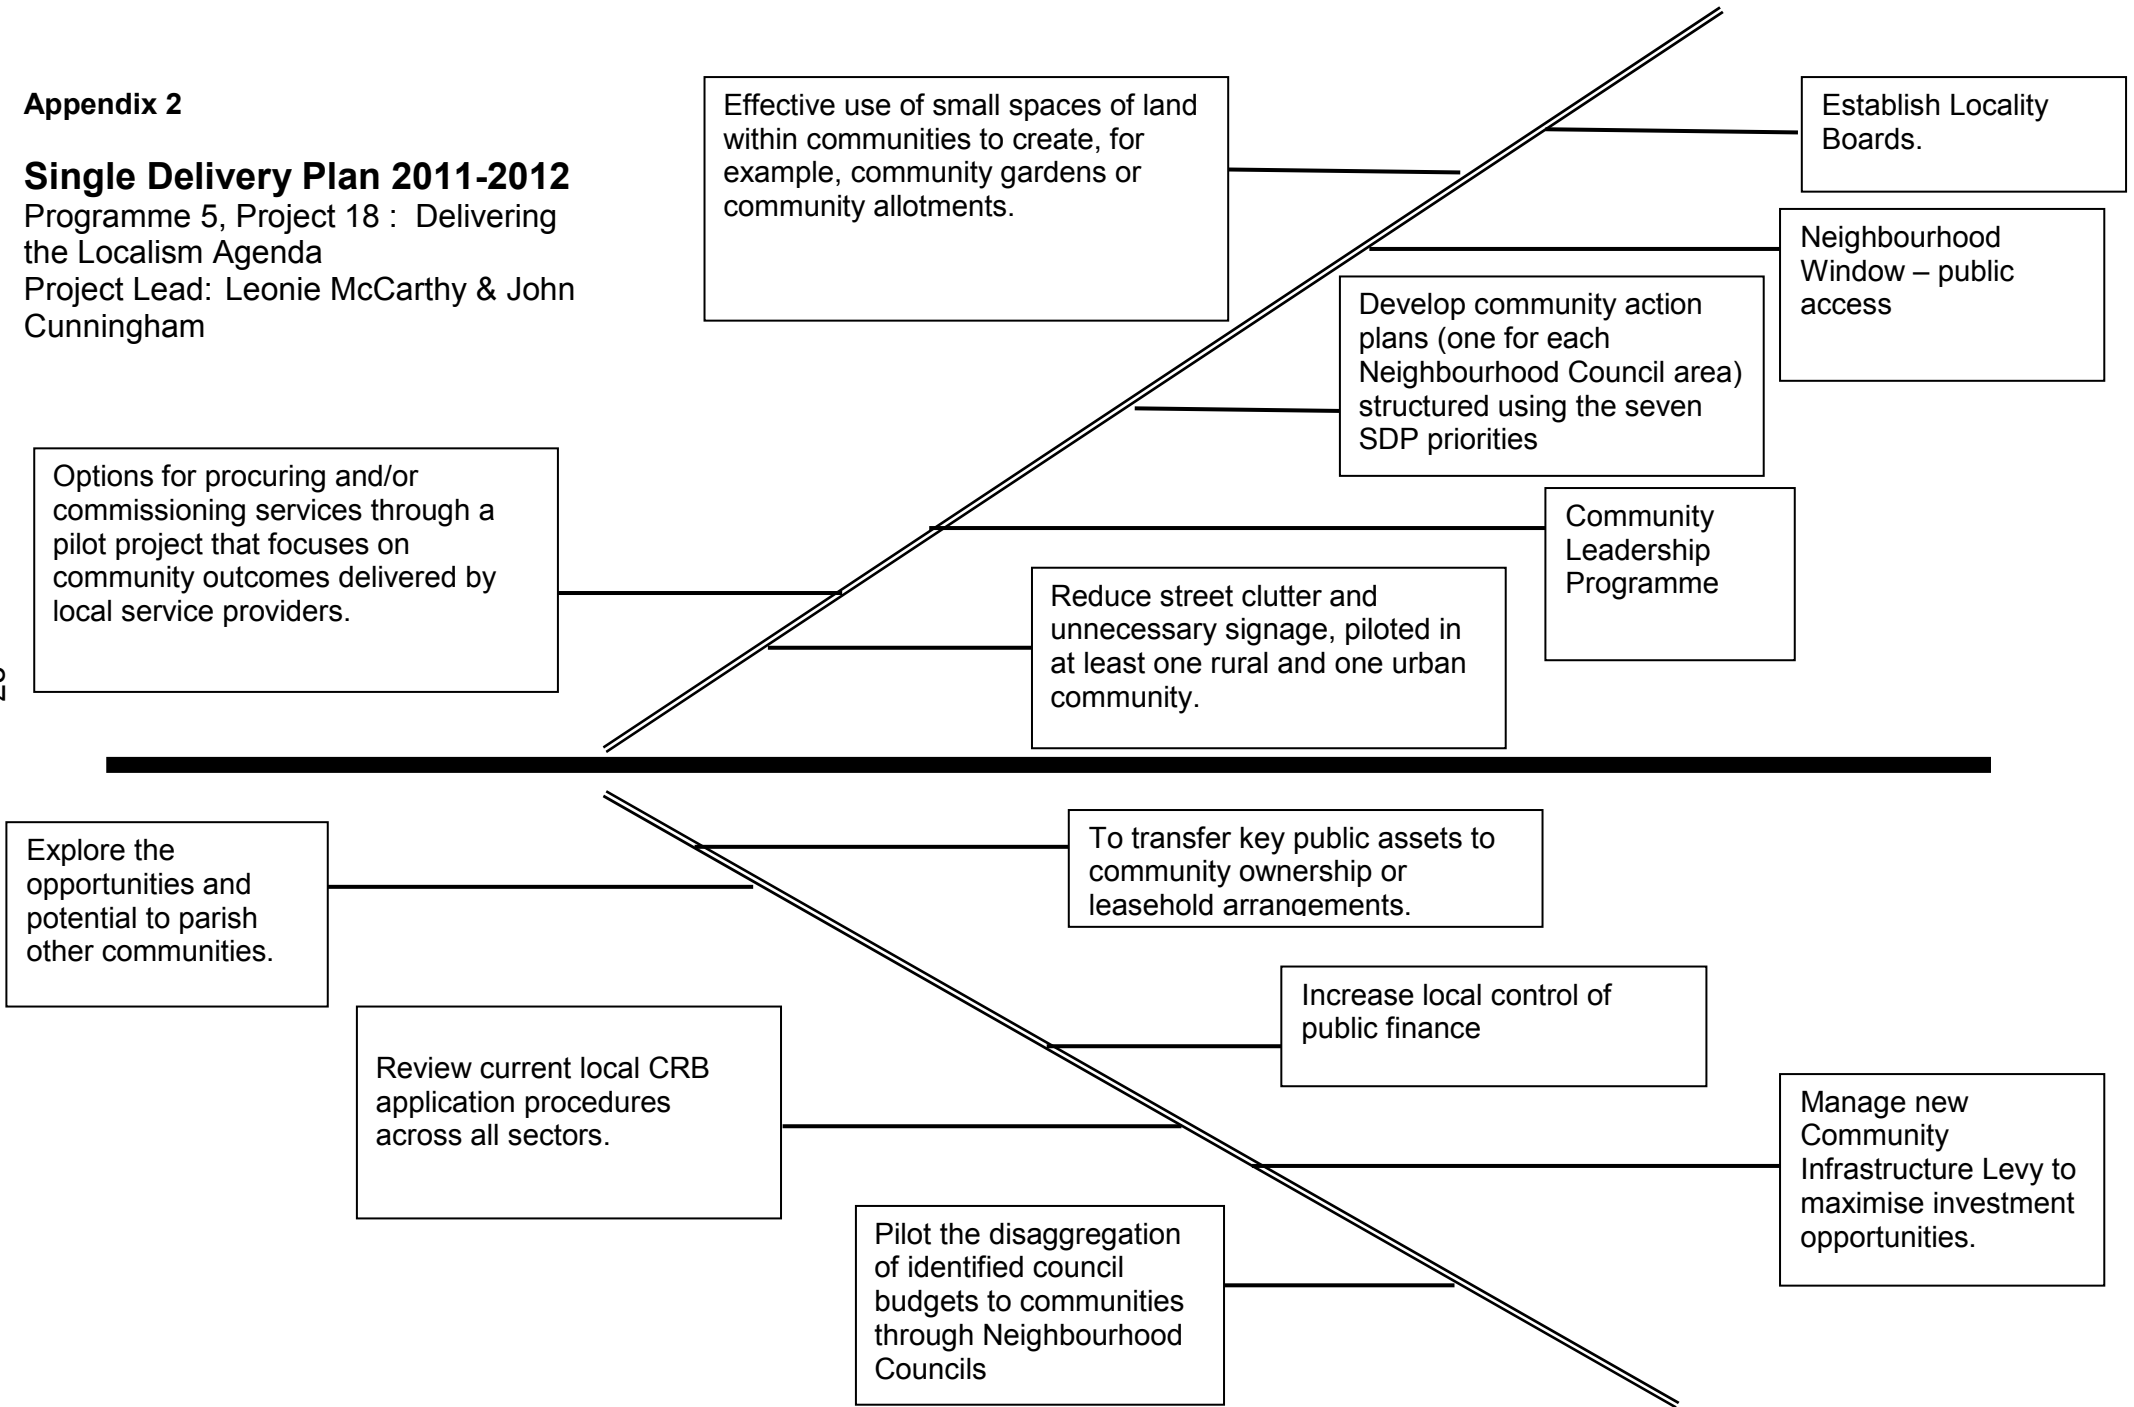 Appendix 2
Single Delivery Plan 2011-2012
Programme 5, Project 18 :  Delivering
the Localism Agenda
Project Lead:  Leonie McCarthy & John
Cunningham
Effective use of small spaces of land
within communities to create, for
example, community gardens or
community allotments.
Establish Locality
Boards.
Neighbourhood
Window – public
access
Develop community action
plans (one for each
Neighbourhood Council area)
structured using the seven
SDP priorities
Options for procuring and/or
commissioning services through a
pilot project that focuses on
community outcomes delivered by
local service providers.
Community
Leadership
Programme
Reduce street clutter and
unnecessary signage, piloted in
at least one rural and one urban
community.
Explore the
opportunities and
potential to parish
other communities.
To transfer key public assets to
community ownership or
leasehold arrangements.
Increase local control of
public finance
Review current local CRB
application procedures
across all sectors.
Manage new
Community
Infrastructure Levy to
maximise investment
opportunities.
Pilot the disaggregation
of identified council
budgets to communities
through Neighbourhood
Councils